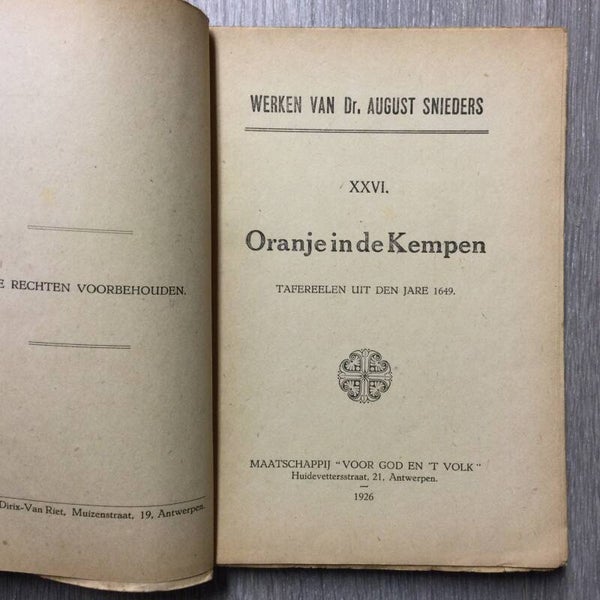 E RECHTEN VOORBEHOUDEN.
Dirix-Van Riet, Muizenstraat, 19, Antwerpen.
WERKEN VAN Dr. AUGUST SNIEDERS
XXVI.
Oranje in de Kempen
TAFEREELEN UIT DEN JARE 1649.
MAATSCHAPPIJ "VOOR GOD EN 'T VOLK"
Huidevettersstraat, 21, Antwerpen.
—
1926